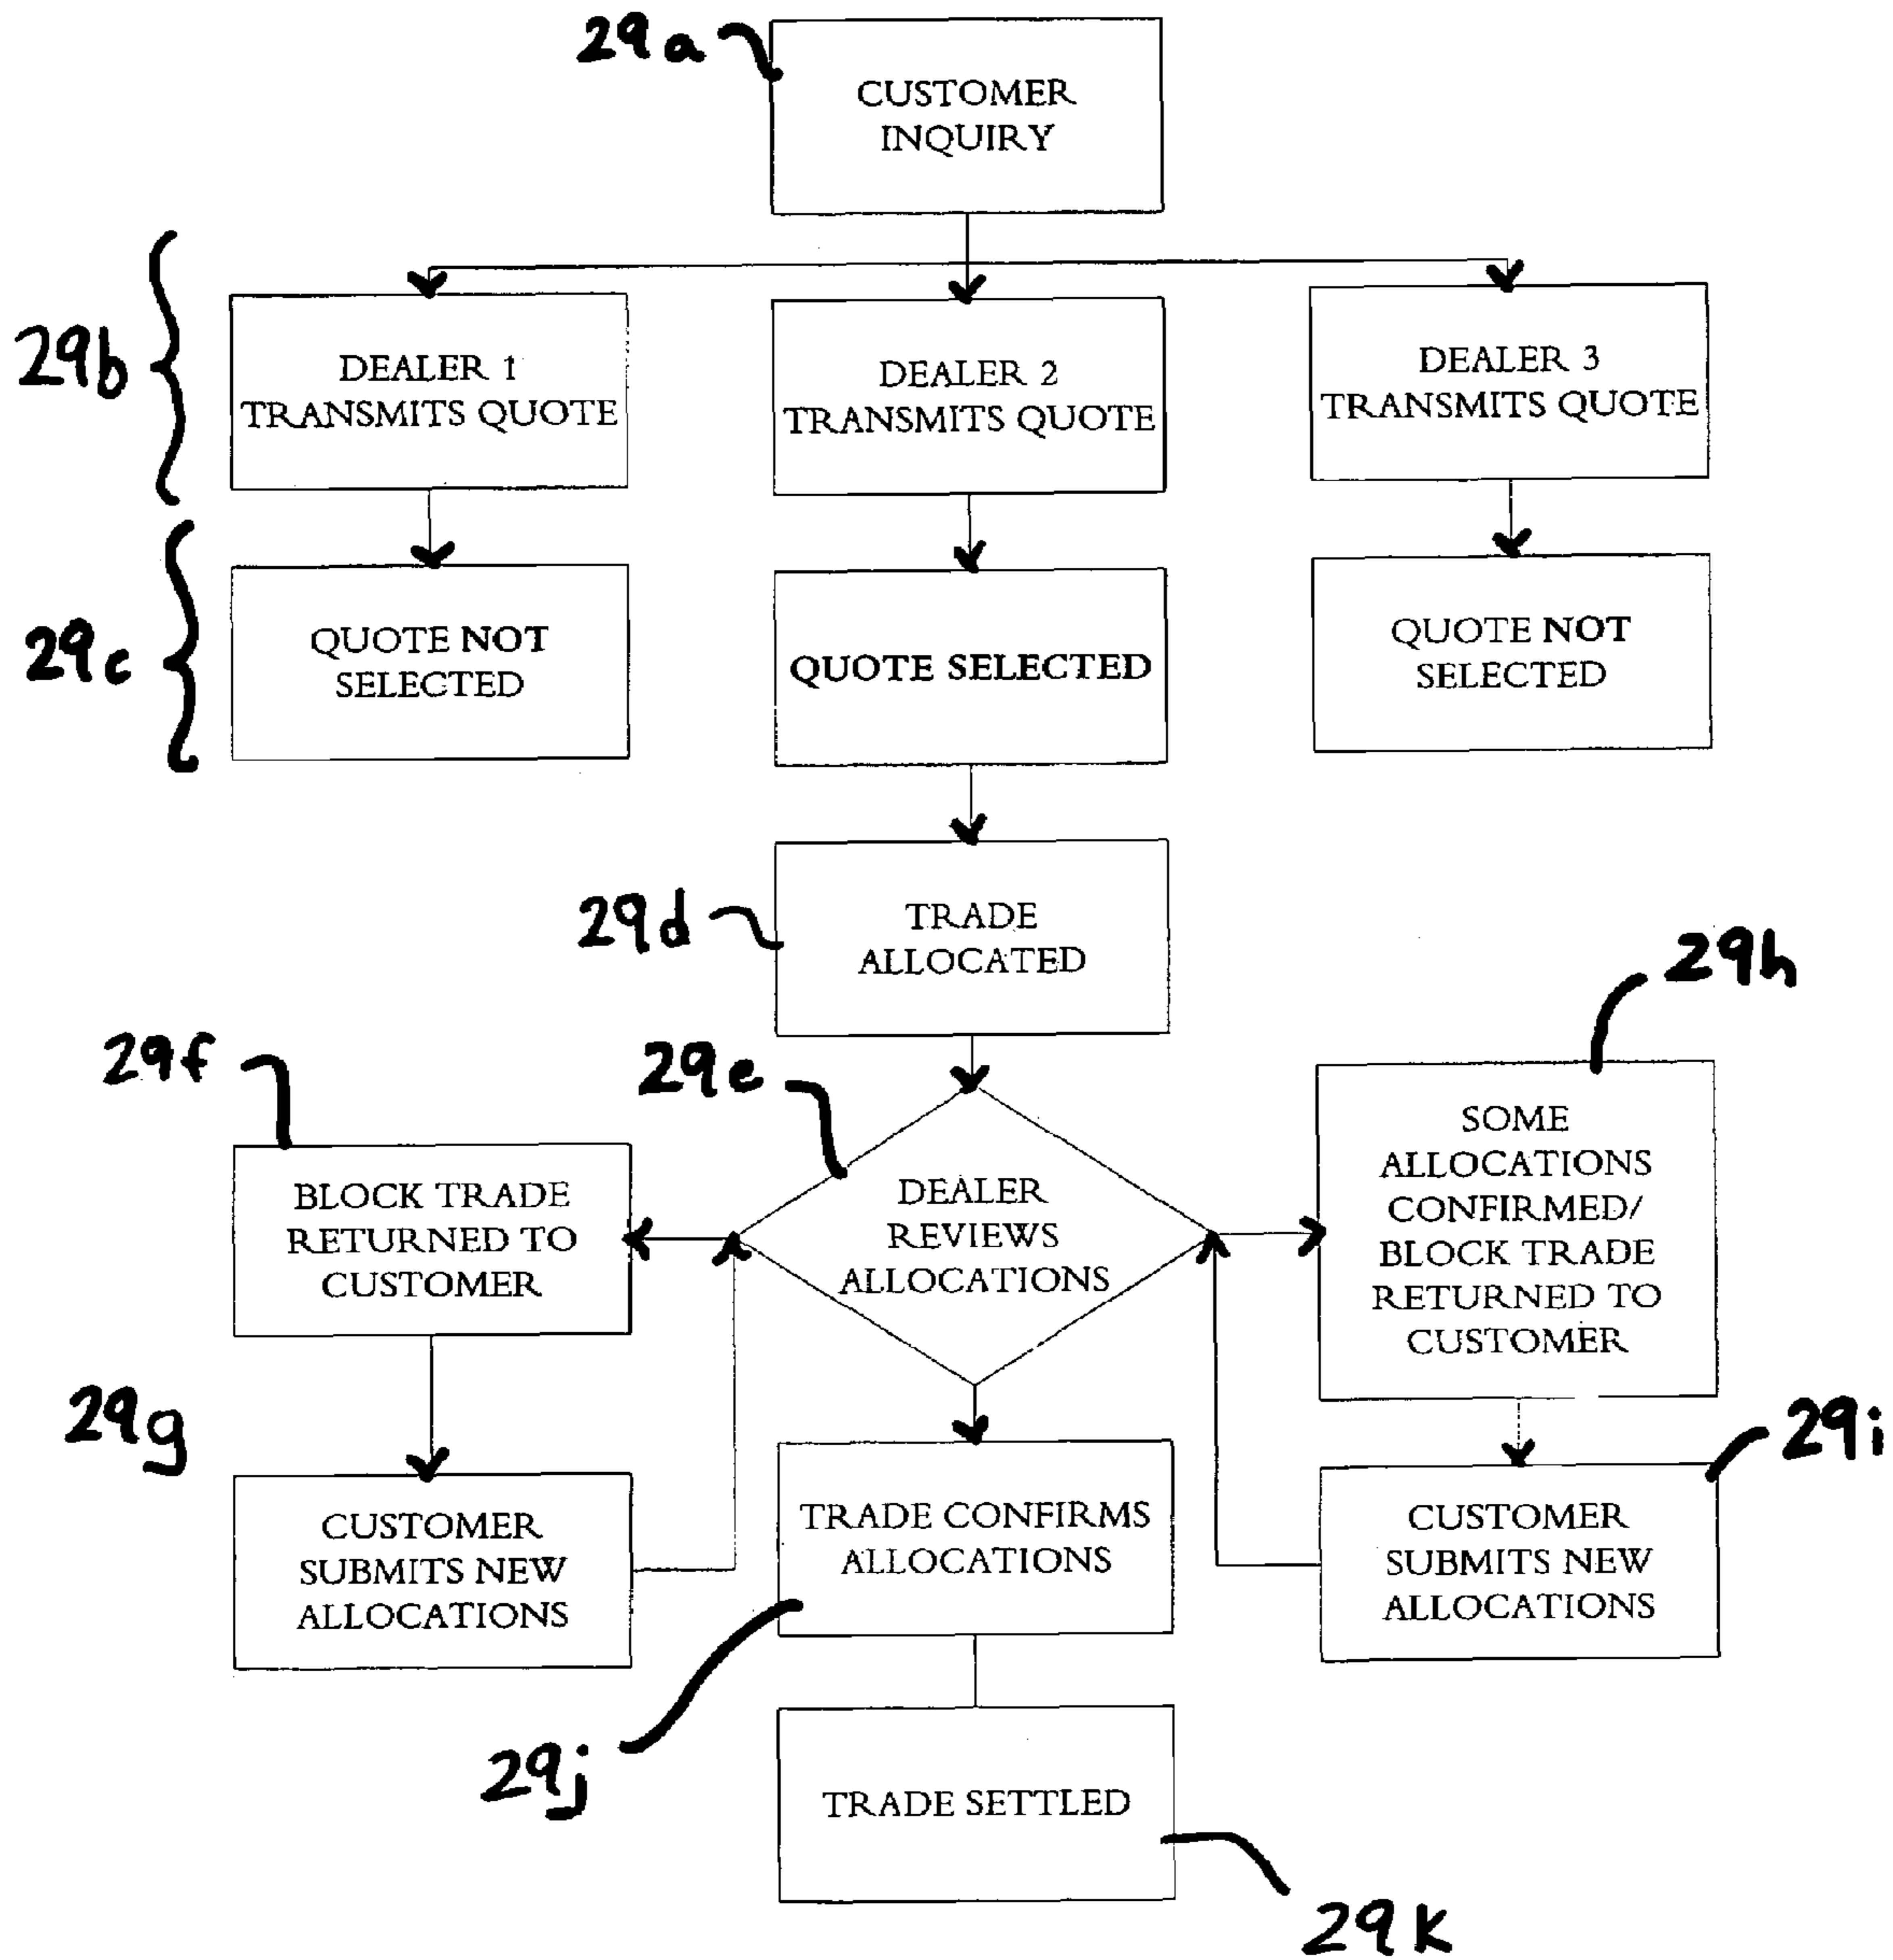 29a
CUSTOMER
INQUIRY
29b
DEALER 1
TRANSMITS QUOTE
DEALER 2
TRANSMITS QUOTE
DEALER 3
TRANSMITS QUOTE
29c
QUOTE NOT
SELECTED
QUOTE SELECTED
QUOTE NOT
SELECTED
29d
TRADE
ALLOCATED
29h
29f
29e
BLOCK TRADE
RETURNED TO
CUSTOMER
DEALER
REVIEWS
ALLOCATIONS
SOME
ALLOCATIONS
CONFIRMED/
BLOCK TRADE
RETURNED TO
CUSTOMER
29g
29i
CUSTOMER
SUBMITS NEW
ALLOCATIONS
TRADE CONFIRMS
ALLOCATIONS
CUSTOMER
SUBMITS NEW
ALLOCATIONS
29j
TRADE SETTLED
29k